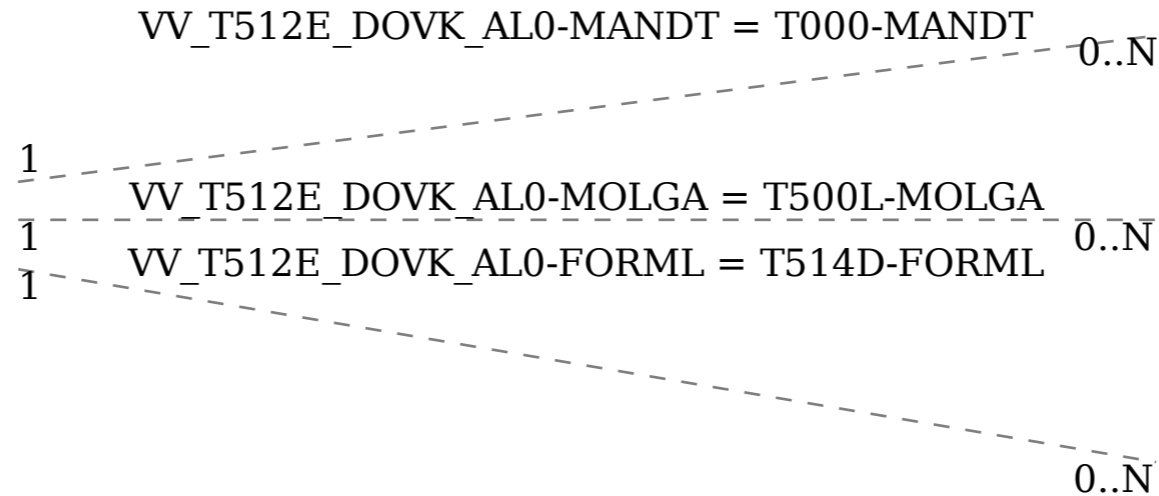 VV_T512E_DOVK_AL0-MANDT = T000-MANDT
0..N
1
VV_T512E_DOVK_AL0-MOLGA = T500L-MOLGA
1
0..N
VV_T512E_DOVK_AL0-FORML = T514D-FORML
1
0..N